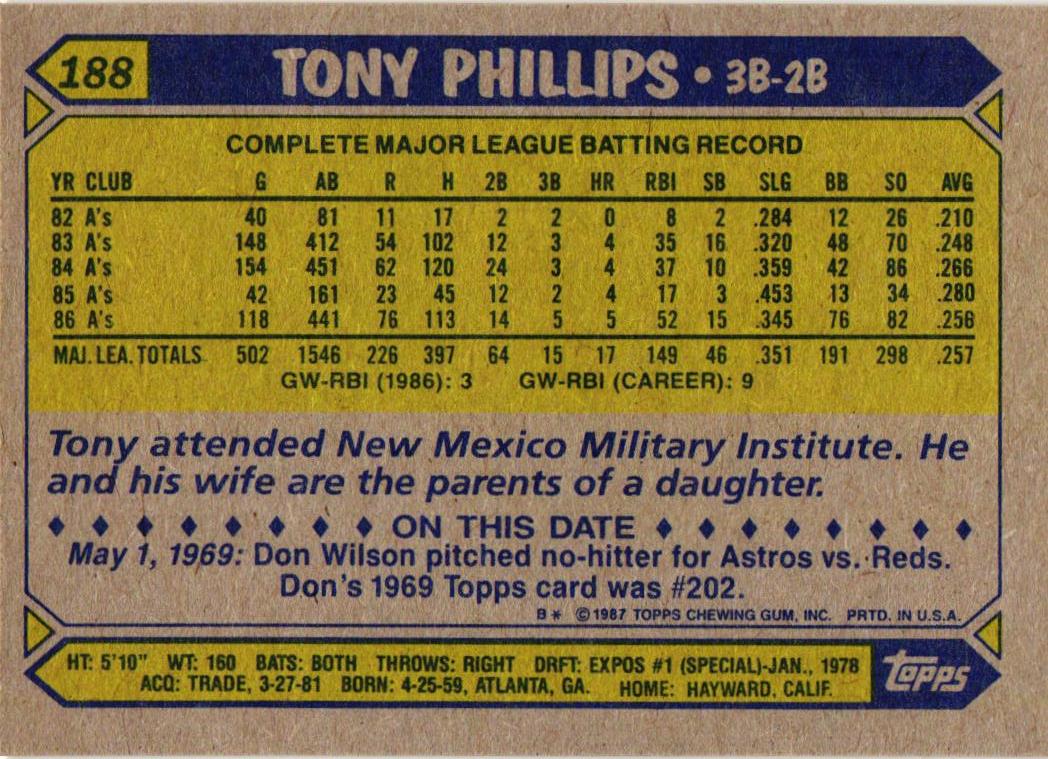 188 TONY PHILLIPS • 3B-2B
COMPLETE MAJOR LEAGUE BATTING RECORD
YR CLUB G AB R H 2B 3B HR RBI SB SLG BB SO AVG
82 A's 40 81 11 17 2 2 0 8 2 .284 12 26 .210
83 A's 148 412 54 102 12 3 4 35 16 .320 48 70 .248
84 A's 154 451 62 120 24 3 4 37 10 .359 42 86 .266
85 A's 42 161 23 45 12 2 4 17 3 .453 13 34 .280
86 A's 118 441 76 113 14 5 5 52 15 .345 76 82 .256
MAJ. LEA. TOTALS 502 1546 226 397 64 15 17 149 46 .351 191 298 .257
GW-RBI (1986): 3 GW-RBI (CAREER): 9
Tony attended New Mexico Military Institute. He
and his wife are the parents of a daughter.
♦ ♦ ♦ ♦ ♦ ♦ ♦ ♦ ON THIS DATE ♦ ♦ ♦ ♦ ♦ ♦ ♦ ♦
May 1, 1969: Don Wilson pitched no-hitter for Astros vs. Reds.
Don's 1969 Topps card was #202.
B* © 1987 TOPPS CHEWING GUM, INC. PRTD. IN U.S.A.
HT: 5'10" WT: 160 BATS: BOTH THROWS: RIGHT DRFT: EXPOS #1 (SPECIAL)-JAN., 1978
ACQ: TRADE, 3-27-81 BORN: 4-25-59, ATLANTA, GA. HOME: HAYWARD, CALIF.
topps